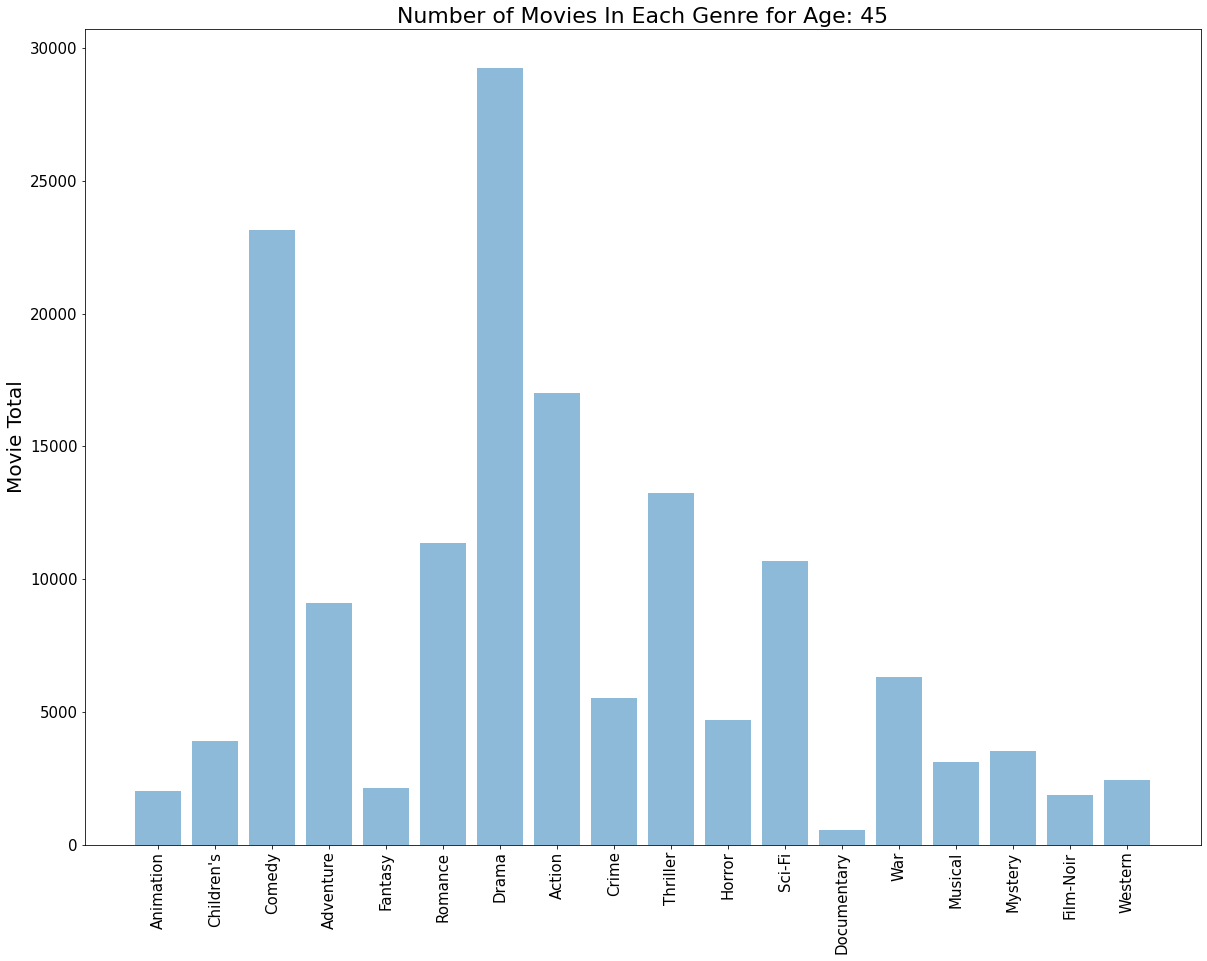 Number of Movies In Each Genre for Age: 45
Movie Total
30000
25000
20000
15000
10000
5000
0
Animation
Children's
Comedy
Adventure
Fantasy
Romance
Drama
Action
Crime
Thriller
Horror
Sci-Fi
Documentary
War
Musical
Mystery
Film-Noir
Western